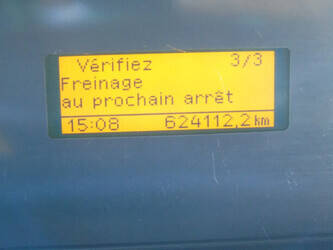 Vérifiez 3/3
Freinage
au prochain arrêt
15:08 624112,2 km